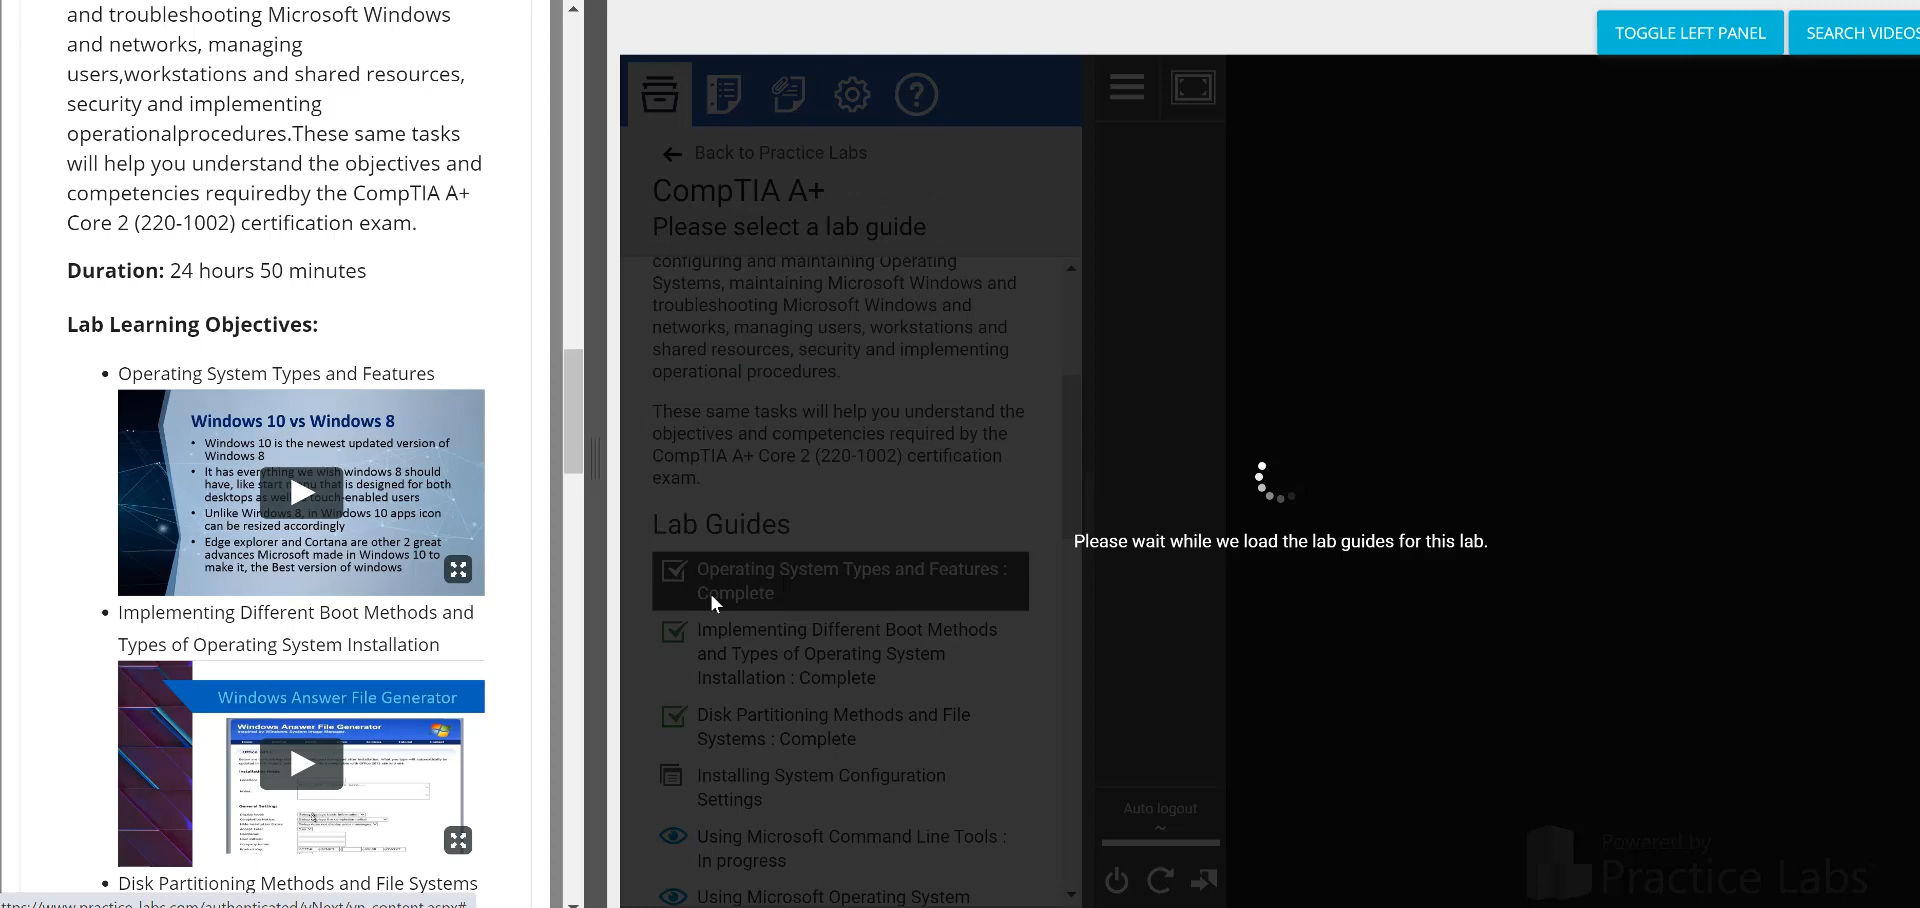 and troubleshooting Microsoft Windows
and networks, managing
users,workstations and shared resources,
security and implementing
operationalprocedures.These same tasks
will help you understand the objectives and
competencies requiredby the CompTIA A+
Core 2 (220-1002) certification exam.
Duration: 24 hours 50 minutes
Lab Learning Objectives:
• Operating System Types and Features
Windows 10 vs Windows 8
• Windows 10 is the newest updated version of
Windows 8
• It has everything we wish windows 8 should
have, like start menu that is designed for both
desktops as well as touch-enabled users
• Unlike Windows 8, in Windows 10 apps icon
can be resized accordingly
• Edge explorer and Cortana are other 2 great
advances Microsoft made in Windows 10 to
make it, the Best version of windows
• Implementing Different Boot Methods and
Types of Operating System Installation
Windows Answer File Generator
Windows Answer File Generator
• Disk Partitioning Methods and File Systems
TOGGLE LEFT PANEL
SEARCH VIDEOS
Back to Practice Labs
CompTIA A+
Please select a lab guide
configuring and maintaining Operating
Systems, maintaining Microsoft Windows and
troubleshooting Microsoft Windows and
networks, managing users, workstations and
shared resources, security and implementing
operational procedures.
These same tasks will help you understand the
objectives and competencies required by the
CompTIA A+ Core 2 (220-1002) certification
exam.
Lab Guides
Operating System Types and Features :
Complete
Implementing Different Boot Methods
and Types of Operating System
Installation : Complete
Disk Partitioning Methods and File
Systems : Complete
Installing System Configuration
Settings
Using Microsoft Command Line Tools :
In progress
Using Microsoft Operating System
Please wait while we load the lab guides for this lab.
Auto logout
~
Powered by
Practice Labs